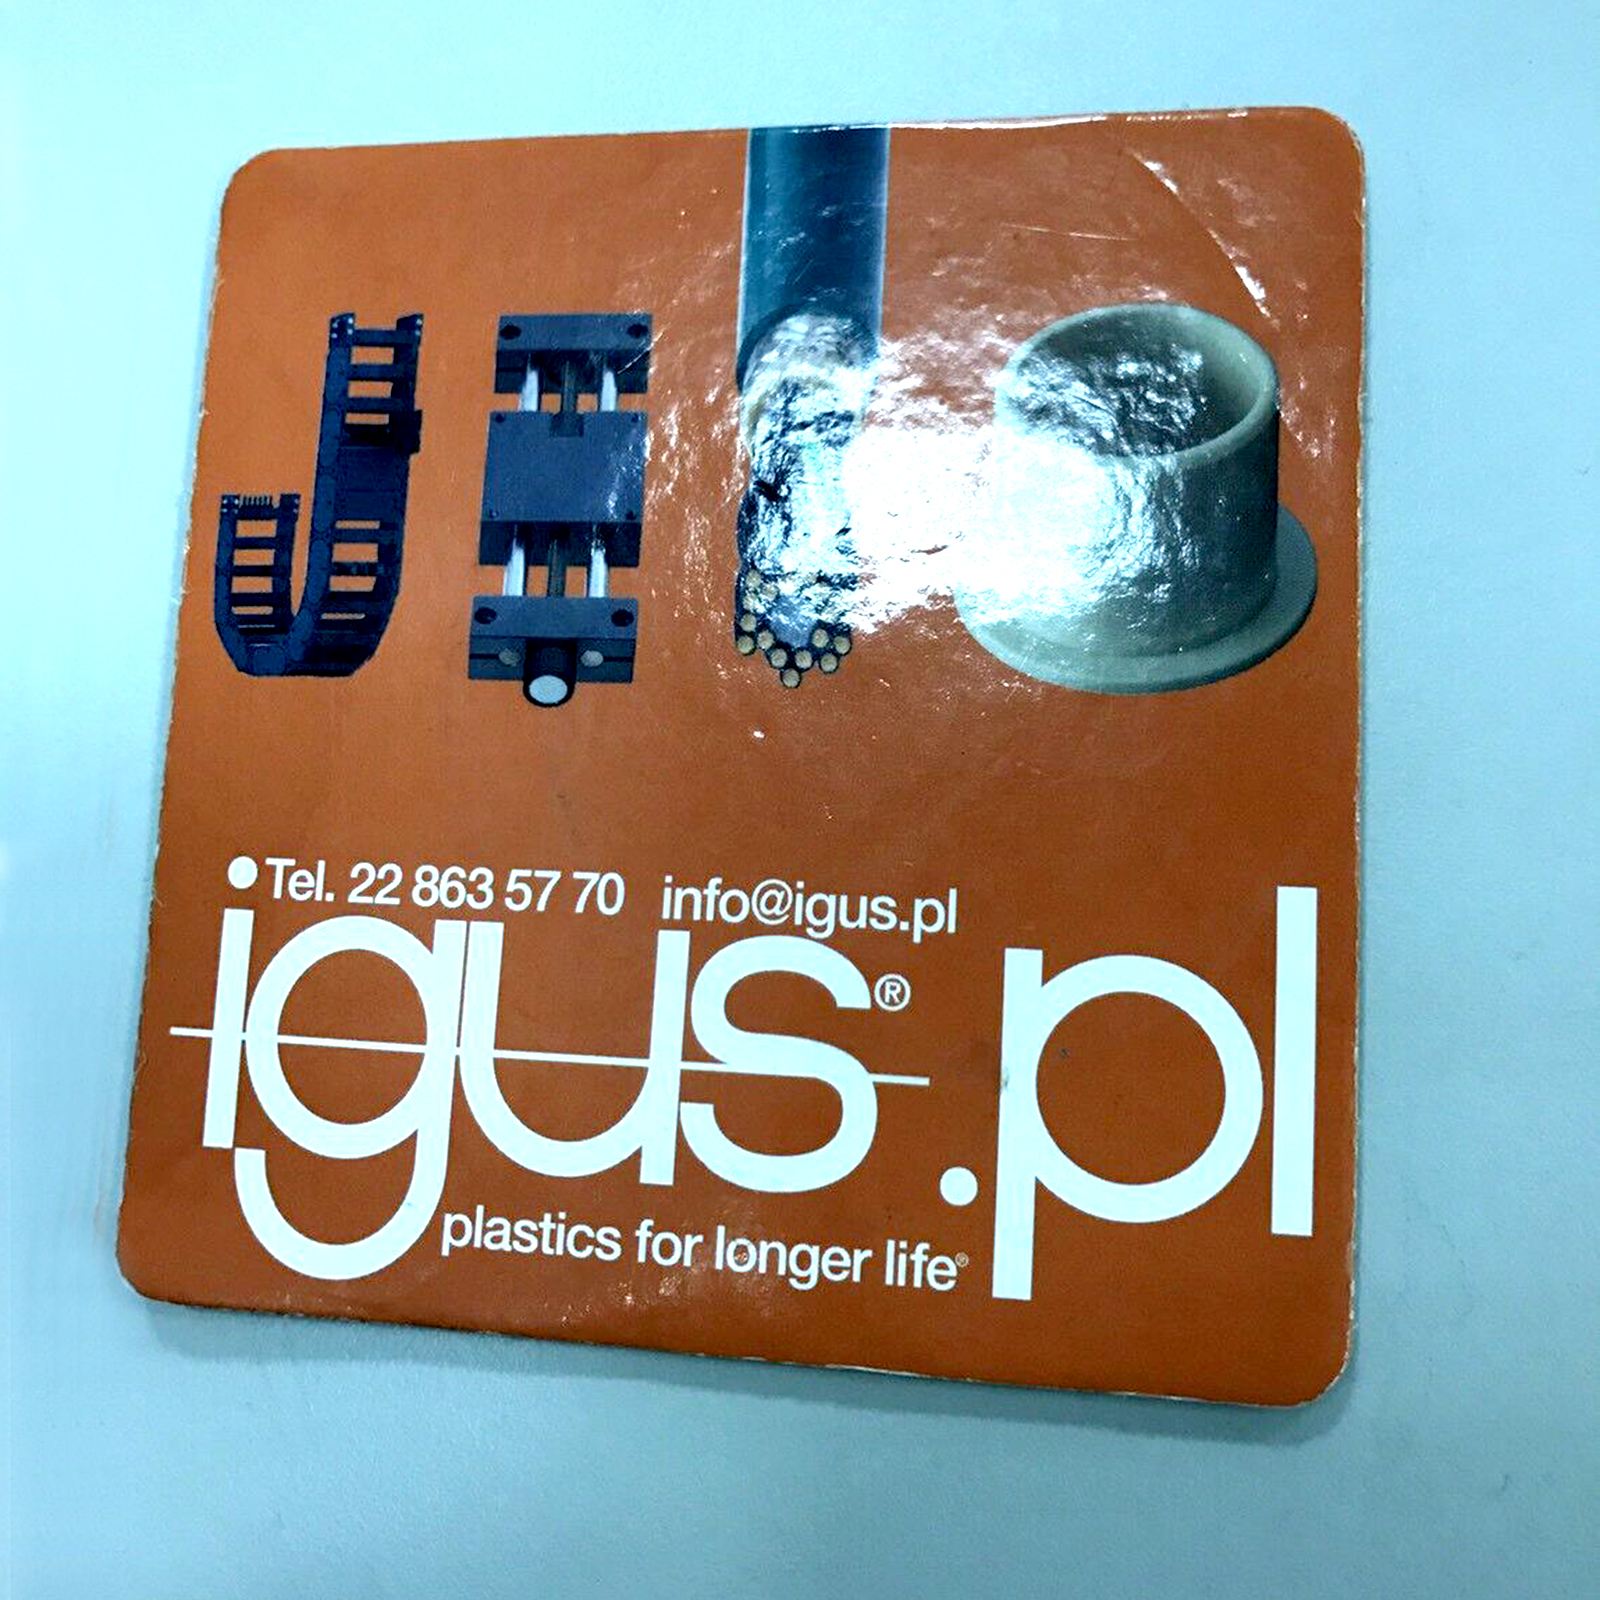 Tel. 22 863 57 70 info@igus.pl
igus®.pl
plastics for longer life®